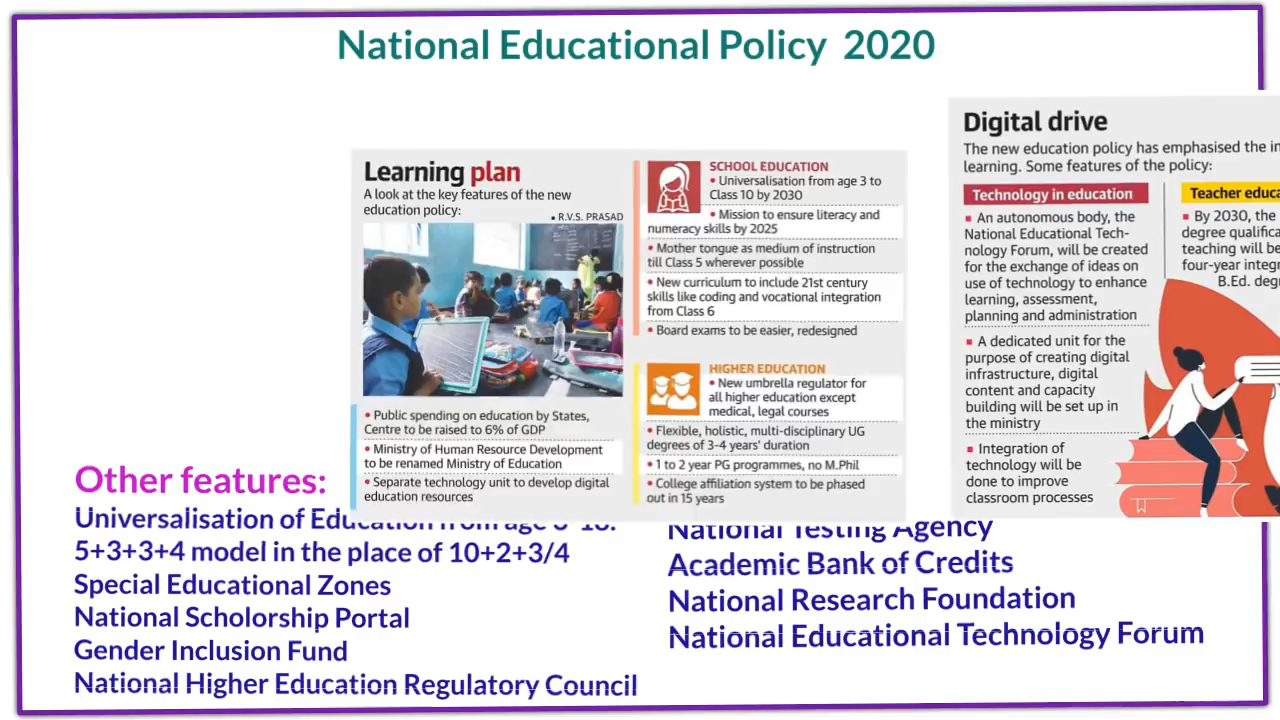 National Educational Policy 2020
Learning plan
A look at the key features of the new
education policy:
▪ R.V.S. PRASAD
• Public spending on education by States,
Centre to be raised to 6% of GDP
• Ministry of Human Resource Development
to be renamed Ministry of Education
• Separate technology unit to develop digital
education resources
SCHOOL EDUCATION
• Universalisation from age 3 to
Class 10 by 2030
• Mission to ensure literacy and
numeracy skills by 2025
• Mother tongue as medium of instruction
till Class 5 wherever possible
• New curriculum to include 21st century
skills like coding and vocational integration
from Class 6
• Board exams to be easier, redesigned
HIGHER EDUCATION
• New umbrella regulator for
all higher education except
medical, legal courses
• Flexible, holistic, multi-disciplinary UG
degrees of 3-4 years' duration
• 1 to 2 year PG programmes, no M.Phil
• College affiliation system to be phased
out in 15 years
Digital drive
The new education policy has emphasised the
learning. Some features of the policy:
Technology in education
▪ An autonomous body, the
National Educational Tech-
nology Forum, will be created
for the exchange of ideas on
use of technology to enhance
learning, assessment,
planning and administration
▪ A dedicated unit for the
purpose of creating digital
infrastructure, digital
content and capacity
building will be set up in
the ministry
▪ Integration of
technology will be
done to improve
classroom processes
Teacher
▪ By 2030, the
degree
teaching will be
four-year
B.Ed.
Other features:
Universalisation of Education from age
5+3+3+4 model in the place of 10+2+3/4
Special Educational Zones
National Scholorship Portal
Gender Inclusion Fund
National Higher Education Regulatory Council
National Testing Agency
Academic Bank of Credits
National Research Foundation
National Educational Technology Forum